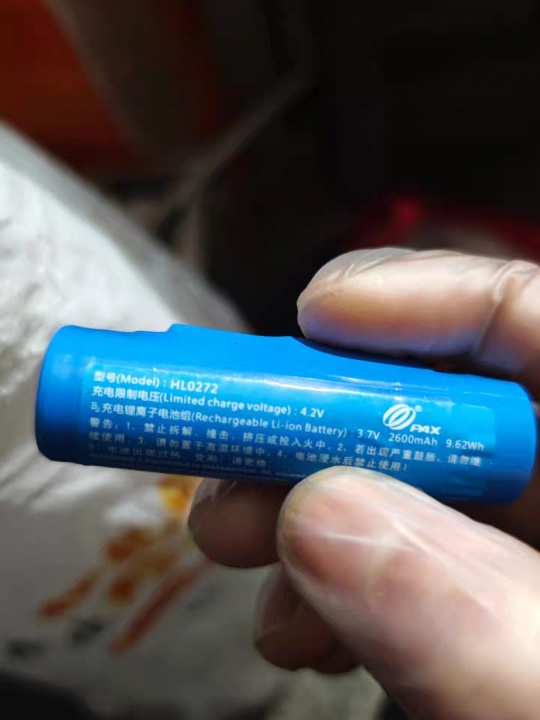 型号(Model) : HL0272
充电限制电压(Limited charge voltage) : 4.2V
可充电锂离子电池组(Rechargeable Li-ion Battery) : 3.7V 2600mAh 9.62Wh
PAX
警告：1、禁止拆解、撞击、挤压或投入火中。2、若出现严重鼓胀，请勿继
续使用。3、请勿置于高温环境中。4、电池浸水后禁止使用！